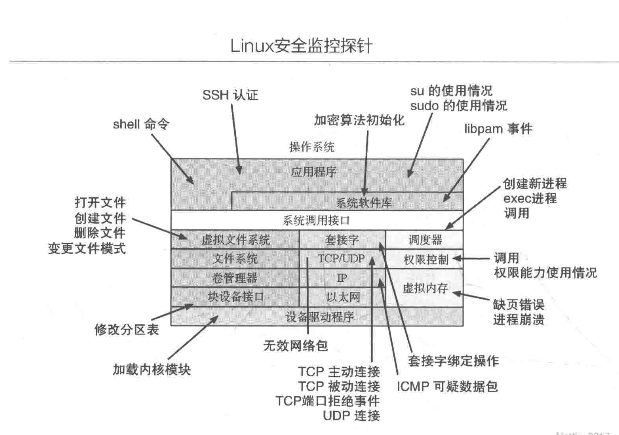 Linux安全监控探针
SSH 认证
su 的使用情况
sudo 的使用情况
shell 命令
加密算法初始化
libpam 事件
操作系统
应用程序
系统软件库
创建新进程
exec进程
调用
打开文件
创建文件
删除文件
变更文件模式
系统调用接口
虚拟文件系统
套接字
调度器
文件系统
TCP/UDP
权限控制
调用
权限能力使用情况
卷管理器
IP
虚拟内存
块设备接口
以太网
缺页错误
进程崩溃
设备驱动程序
修改分区表
无效网络包
套接字绑定操作
加载内核模块
TCP 主动连接
TCP 被动连接
TCP端口拒绝事件
UDP 连接
ICMP 可疑数据包